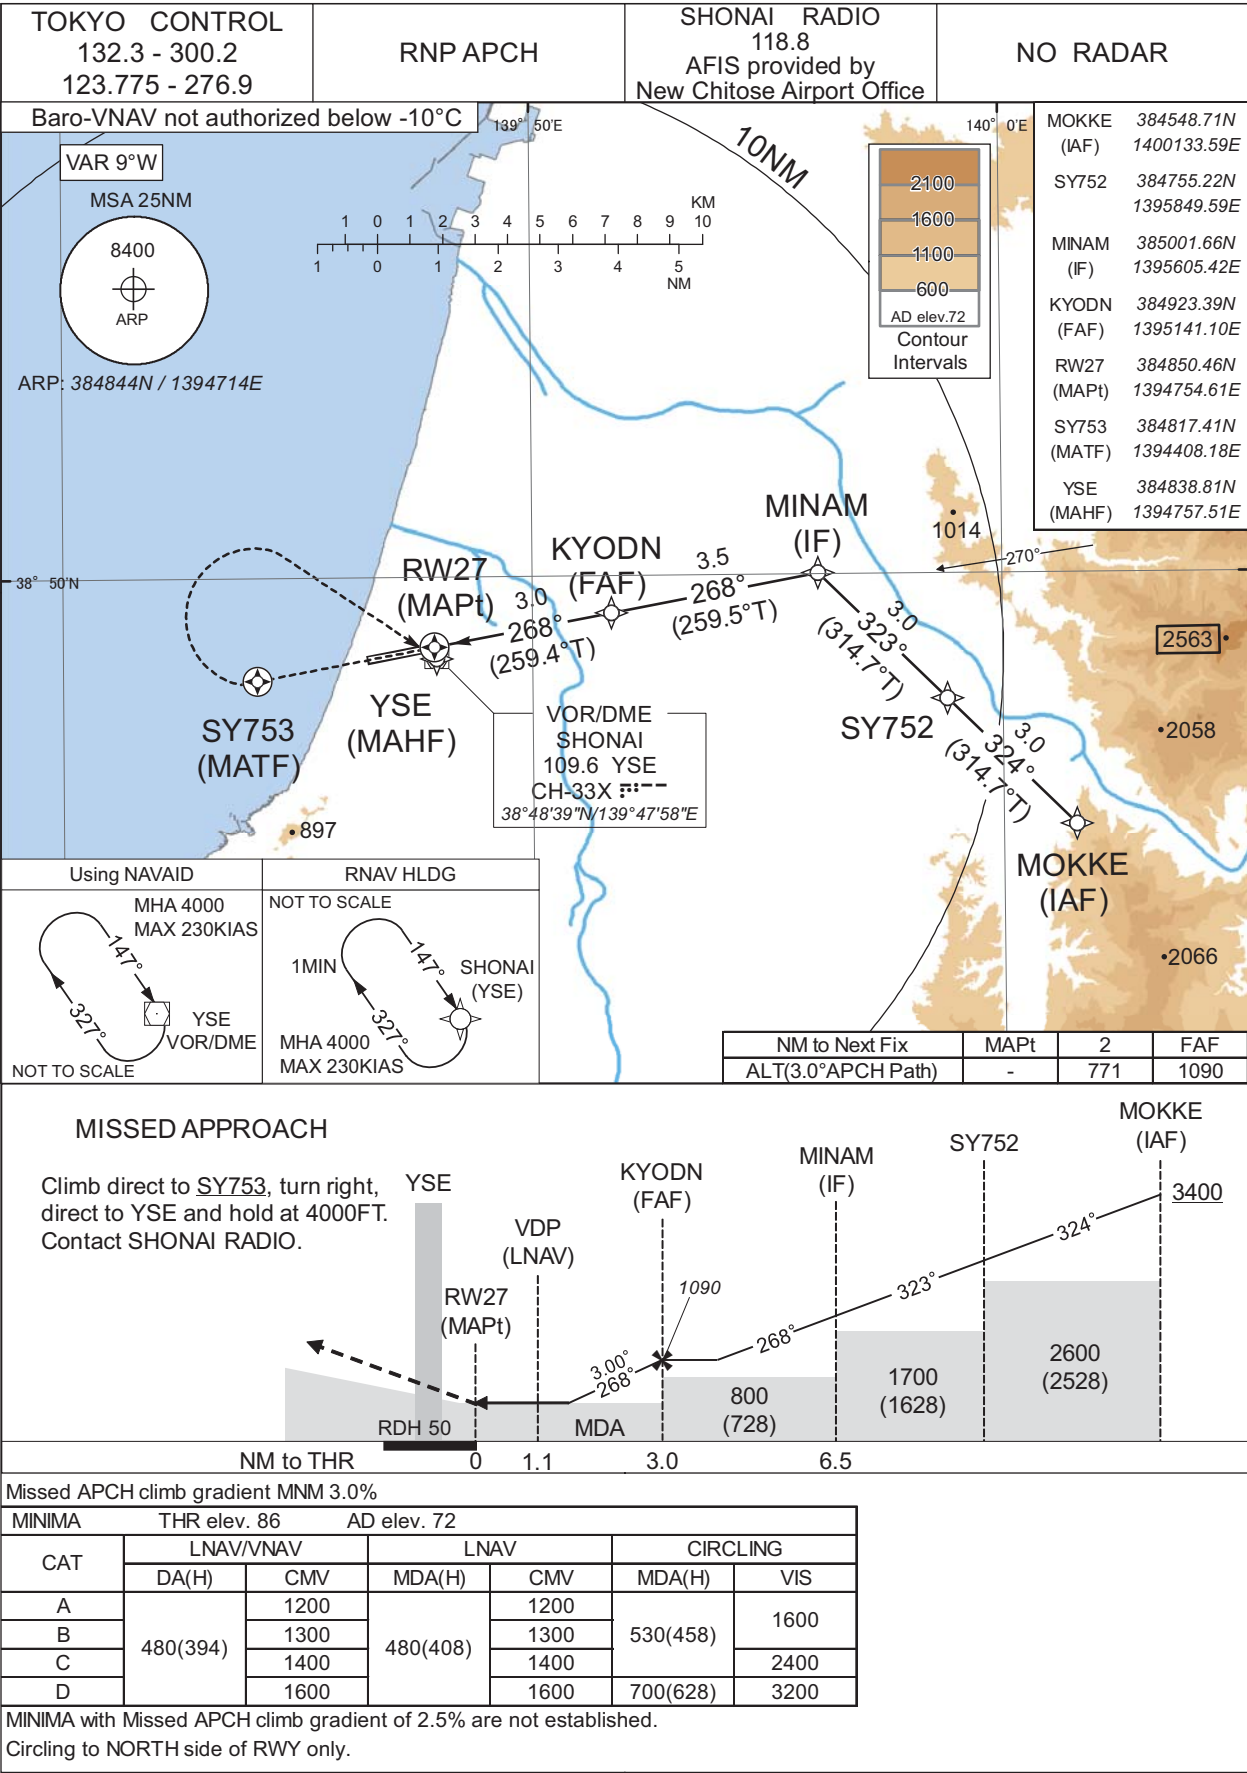 TOKYO CONTROL
132.3 - 300.2
123.775 - 276.9
RNP APCH
SHONAI RADIO
118.8
AFIS provided by
New Chitose Airport Office
NO RADAR
Baro-VNAV not authorized below -10°C
139° 50'E
140° 0'E
VAR 9°W
MSA 25NM
8400
ARP
ARP: 384844N / 1394714E
KM
1 0 1 2 3 4 5 6 7 8 9 10
1 0 1 2 3 4 5
NM
10NM
2100
1600
1100
600
AD elev.72
Contour
Intervals
MOKKE 384548.71N
(IAF) 1400133.59E
SY752 384755.22N
1395849.59E
MINAM 385001.66N
(IF) 1395605.42E
KYODN 384923.39N
(FAF) 1395141.10E
RW27 384850.46N
(MAPt) 1394754.61E
SY753 384817.41N
(MATF) 1394408.18E
YSE 384838.81N
(MAHF) 1394757.51E
38° 50'N
MINAM
(IF)
KYODN
(FAF)
RW27
(MAPt)
3.5
268°
(259.5°T)
3.0
268°
(259.4°T)
3.0
323°
(314.7°T)
3.0
324°
(314.7°T)
270°
1014
2563
2058
2066
897
SY752
MOKKE
(IAF)
SY753
(MATF)
YSE
(MAHF)
VOR/DME
SHONAI
109.6 YSE
CH-33X
38°48'39"N/139°47'58"E
Using NAVAID
MHA 4000
MAX 230KIAS
147°
327°
YSE
VOR/DME
NOT TO SCALE
RNAV HLDG
NOT TO SCALE
1MIN
147°
327°
SHONAI
(YSE)
MHA 4000
MAX 230KIAS
NM to Next Fix MAPt 2 FAF
ALT(3.0°APCH Path) - 771 1090
MISSED APPROACH
Climb direct to SY753, turn right,
direct to YSE and hold at 4000FT.
Contact SHONAI RADIO.
YSE
RW27
(MAPt)
VDP
(LNAV)
KYODN
(FAF)
MINAM
(IF)
SY752
MOKKE
(IAF)
3400
324°
323°
268°
1090
3.00°
268°
2600
(2528)
1700
(1628)
800
(728)
MDA
RDH 50
NM to THR 0 1.1 3.0 6.5
Missed APCH climb gradient MNM 3.0%
MINIMA THR elev. 86 AD elev. 72
CAT LNAV/VNAV LNAV CIRCLING
DA(H) CMV MDA(H) CMV MDA(H) VIS
A 480(394) 1200 480(408) 1200 530(458) 1600
B 1300 1300
C 1400 1400 2400
D 1600 1600 700(628) 3200
MINIMA with Missed APCH climb gradient of 2.5% are not established.
Circling to NORTH side of RWY only.